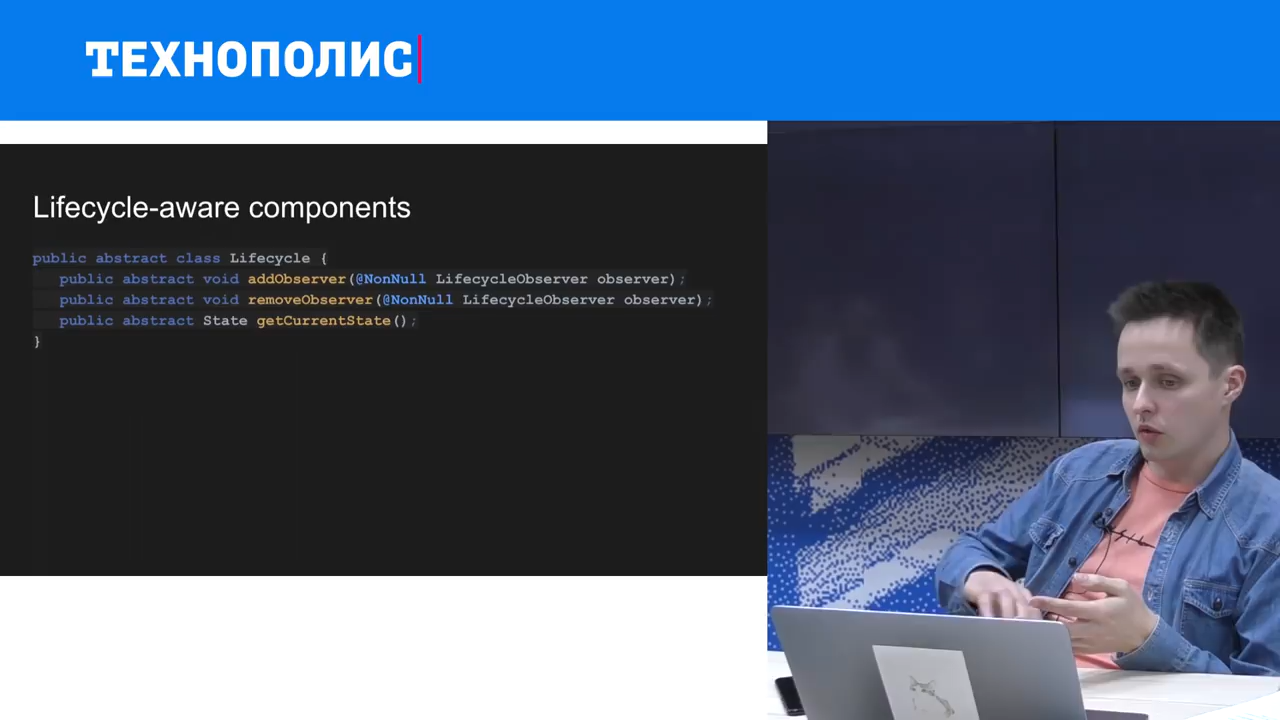 ТЕХНОПОЛИС
Lifecycle-aware components
public abstract class Lifecycle {
public abstract void addObserver(@NonNull LifecycleObserver observer);
public abstract void removeObserver(@NonNull LifecycleObserver observer);
public abstract State getCurrentState();
}